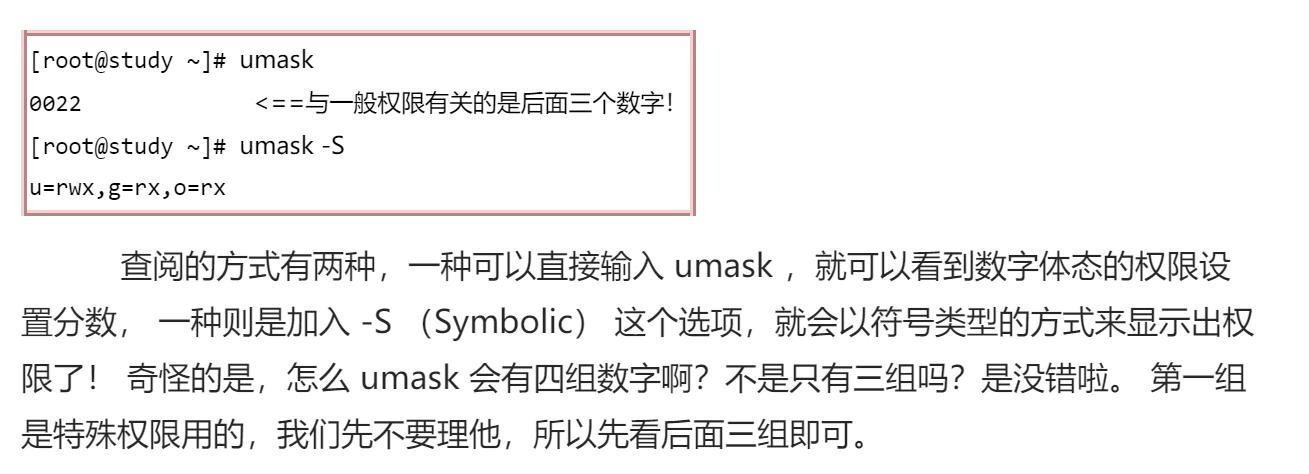 [root@study ~]# umask
0022 <==与一般权限有关的是后面三个数字！
[root@study ~]# umask -S
u=rwx,g=rx,o=rx
查阅的方式有两种，一种可以直接输入 umask ，就可以看到数字体态的权限设
置分数， 一种则是加入 -S （Symbolic） 这个选项，就会以符号类型的方式来显示出权
限了！ 奇怪的是，怎么 umask 会有四组数字啊？不是只有三组吗？是没错啦。 第一组
是特殊权限用的，我们先不要理他，所以先看后面三组即可。